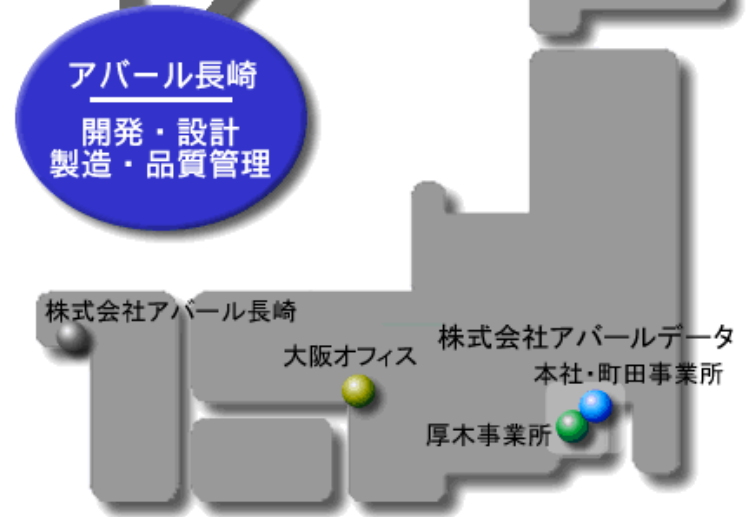 アバール長崎
開発・設計
製造・品質管理
株式会社アバール長崎
大阪オフィス
株式会社アバールデータ
本社・町田事業所
厚木事業所